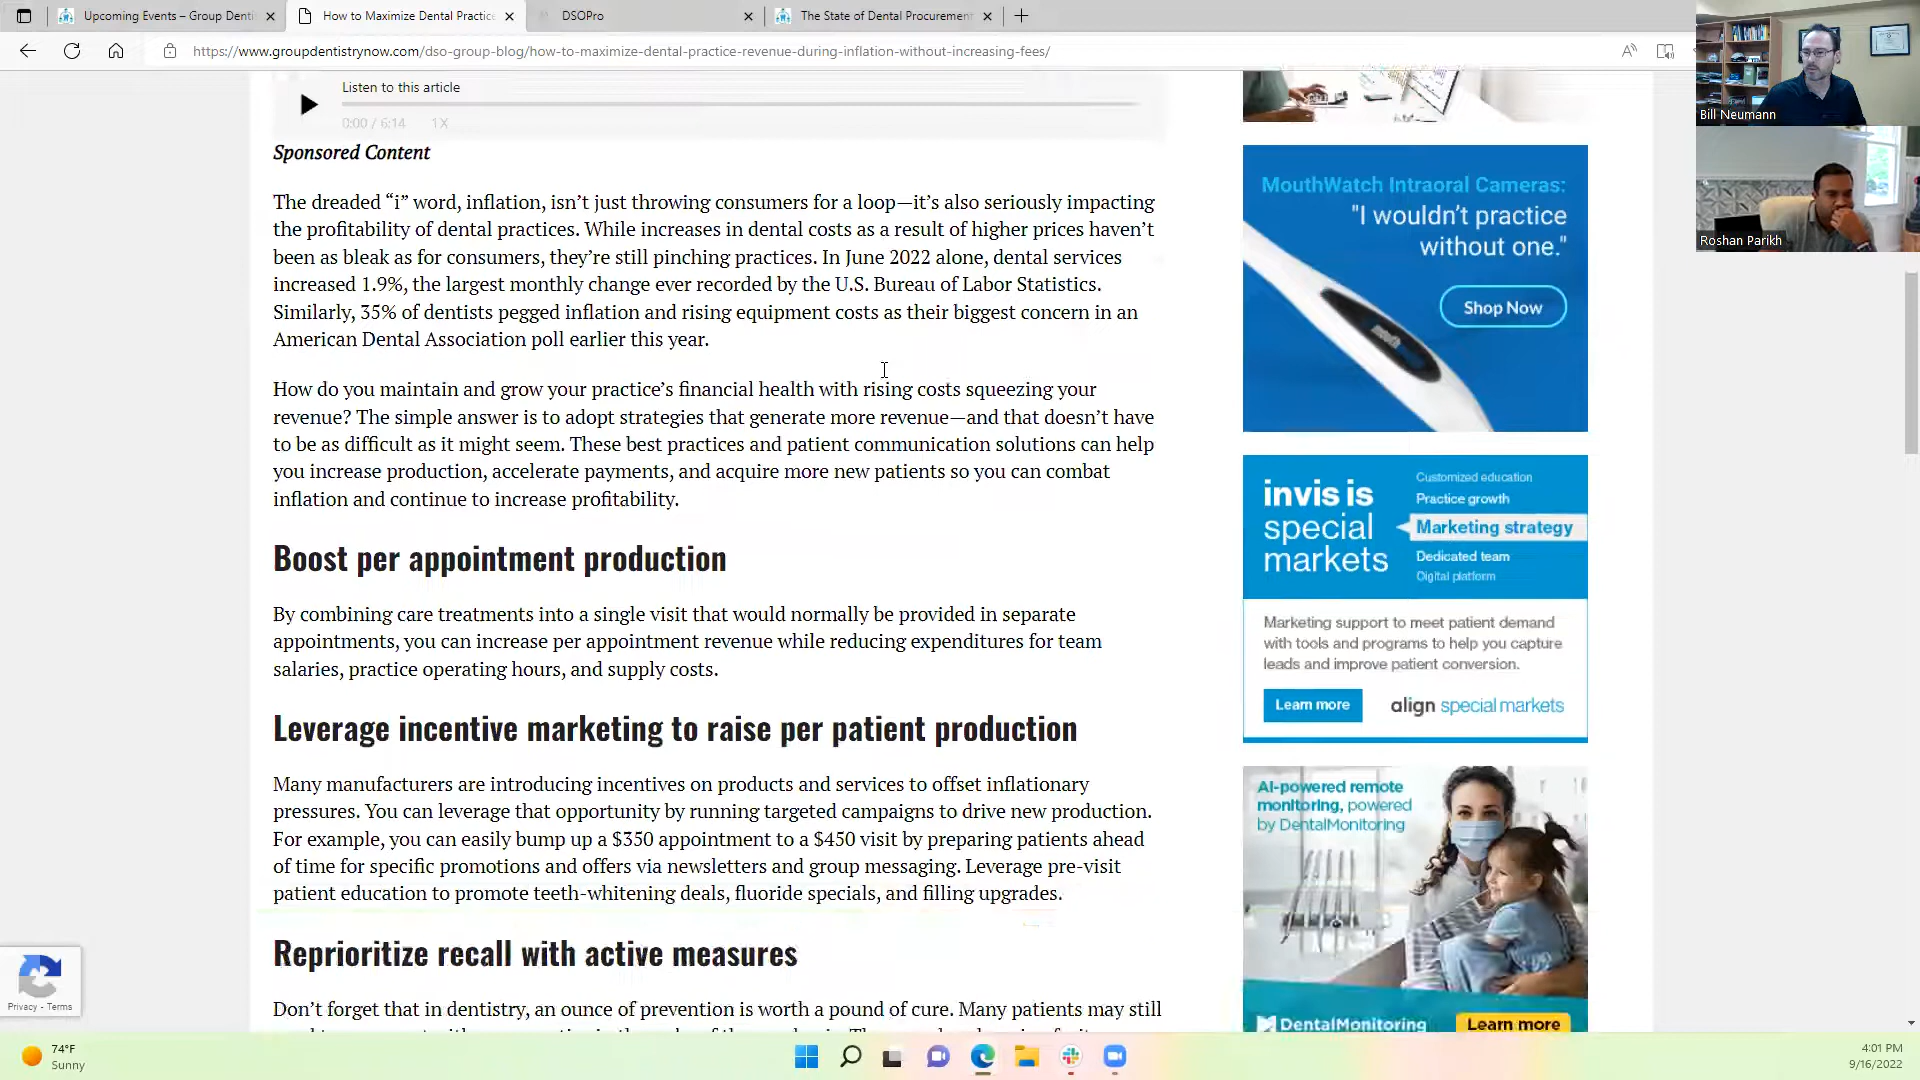 Upcoming Events – Group Denti
How to Maximize Dental Practice
DSOPro
The State of Dental Procurement
https://www.groupdentistrynow.com/dso-group-blog/how-to-maximize-dental-practice-revenue-during-inflation-without-increasing-fees/
Bill Neumann
Roshan Parikh
Listen to this article
0:00 / 6:14 1X
Sponsored Content
The dreaded “i” word, inflation, isn’t just throwing consumers for a loop—it’s also seriously impacting
the profitability of dental practices. While increases in dental costs as a result of higher prices haven’t
been as bleak as for consumers, they’re still pinching practices. In June 2022 alone, dental services
increased 1.9%, the largest monthly change ever recorded by the U.S. Bureau of Labor Statistics.
Similarly, 35% of dentists pegged inflation and rising equipment costs as their biggest concern in an
American Dental Association poll earlier this year.
How do you maintain and grow your practice’s financial health with rising costs squeezing your
revenue? The simple answer is to adopt strategies that generate more revenue—and that doesn’t have
to be as difficult as it might seem. These best practices and patient communication solutions can help
you increase production, accelerate payments, and acquire more new patients so you can combat
inflation and continue to increase profitability.
Boost per appointment production
By combining care treatments into a single visit that would normally be provided in separate
appointments, you can increase per appointment revenue while reducing expenditures for team
salaries, practice operating hours, and supply costs.
Leverage incentive marketing to raise per patient production
Many manufacturers are introducing incentives on products and services to offset inflationary
pressures. You can leverage that opportunity by running targeted campaigns to drive new production.
For example, you can easily bump up a $350 appointment to a $450 visit by preparing patients ahead
of time for specific promotions and offers via newsletters and group messaging. Leverage pre-visit
patient education to promote teeth-whitening deals, fluoride specials, and filling upgrades.
Reprioritize recall with active measures
Don’t forget that in dentistry, an ounce of prevention is worth a pound of cure. Many patients may still
MouthWatch Intraoral Cameras:
"I wouldn’t practice
without one."
Shop Now
invis is
special
markets
Customized education
Practice growth
Marketing strategy
Dedicated team
Digital platform
Marketing support to meet patient demand
with tools and programs to help you capture
leads and improve patient conversion.
Learn more
align special markets
AI-powered remote
monitoring, powered
by DentalMonitoring
DentalMonitoring
Learn more
Privacy - Terms
74°F
Sunny
4:01 PM
9/16/2022